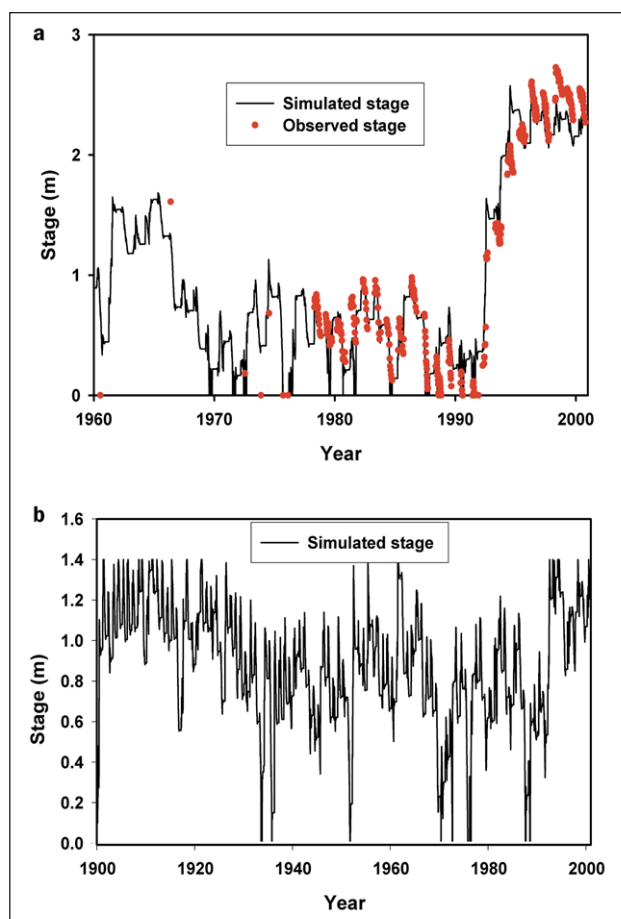 a
3
Simulated stage
Observed stage
2
Stage (m)
1
0
1960 1970 1980 1990 2000
Year
b
1.6
Simulated stage
1.4
1.2
1.0
Stage (m)
0.8
0.6
0.4
0.2
0.0
1900 1920 1940 1960 1980 2000
Year